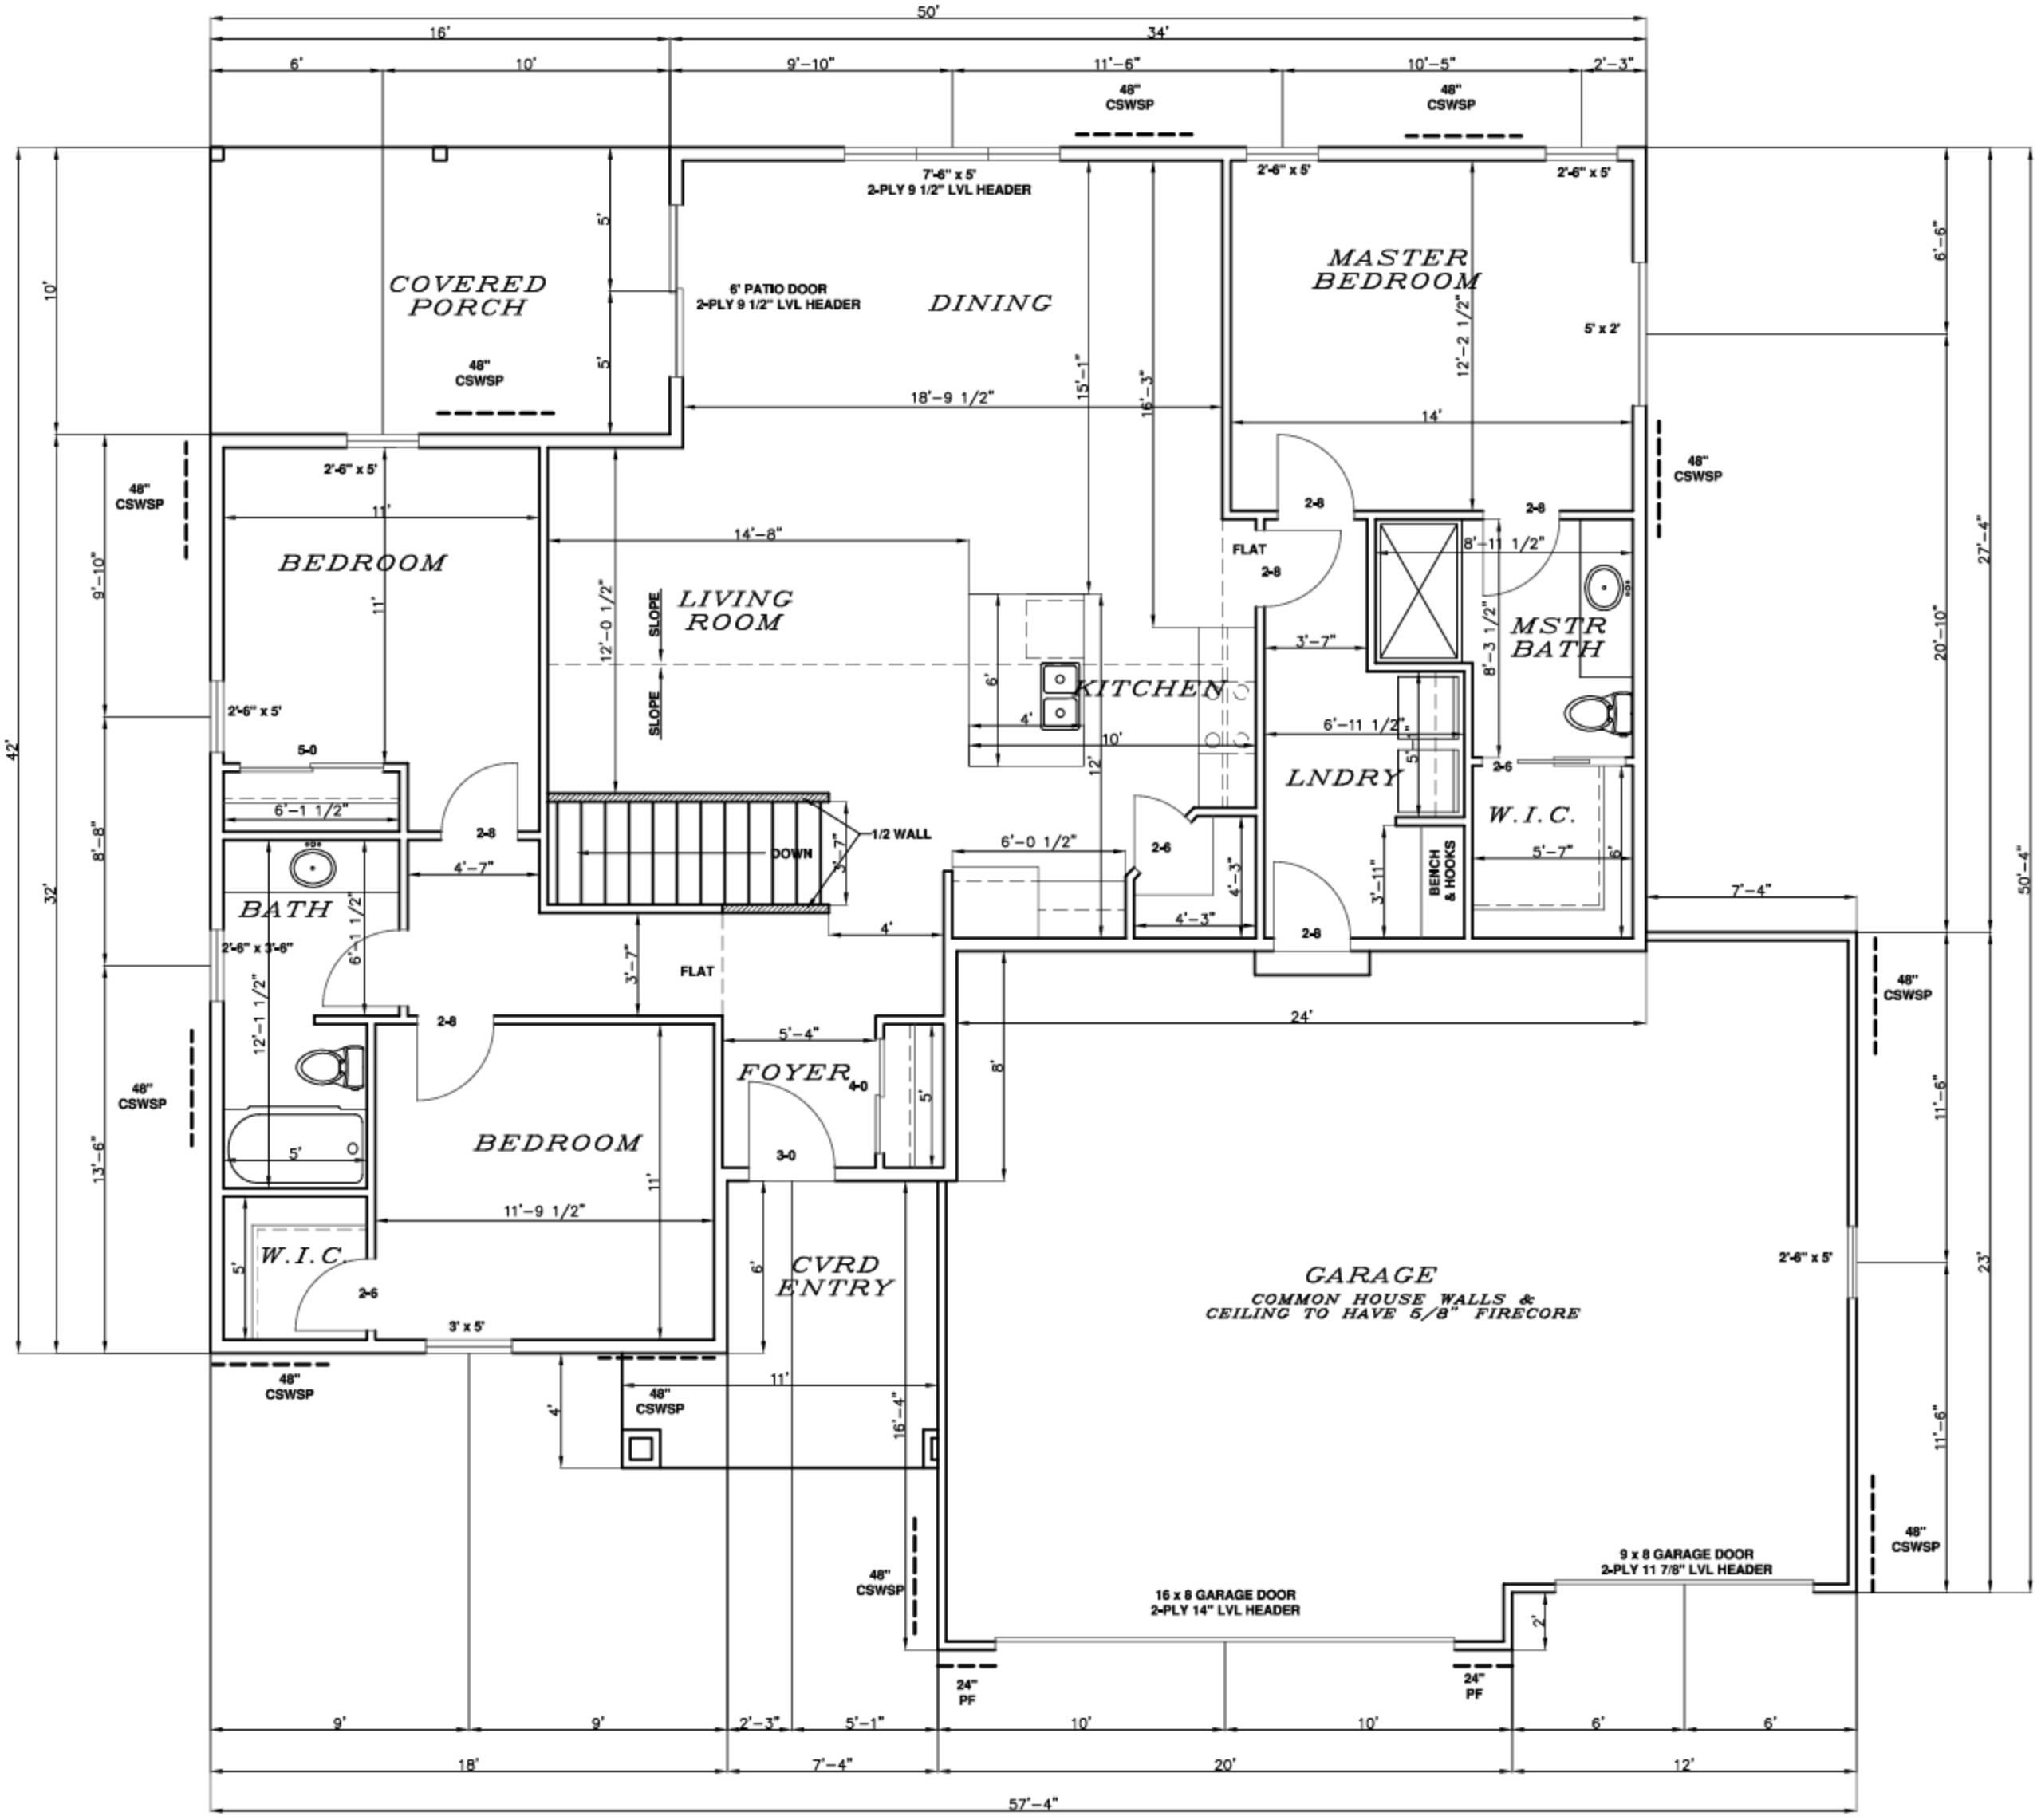 50'
16'
34'
6'
10'
9'-10"
11'-6"
10'-5"
2'-3"
48"
CSWSP
48"
CSWSP
7'-6" x 5'
2-PLY 9 1/2" LVL HEADER
2'-6" x 5'
2'-6" x 5'
5'
6'-6"
COVERED
PORCH
10'
6' PATIO DOOR
2-PLY 9 1/2" LVL HEADER
DINING
MASTER
BEDROOM
12'-2 1/2"
5' x 2'
5'
48"
CSWSP
15'-1"
16'-3"
18'-9 1/2"
14'
2'-6" x 5'
48"
CSWSP
48"
CSWSP
11'
2-8
2-8
14'-8"
FLAT
8'-11 1/2"
27'-4"
BEDROOM
9'-10"
11'
12'-0 1/2"
SLOPE
LIVING
ROOM
2-8
3'-7"
8'-3 1/2"
MSTR
BATH
20'-10"
SLOPE
6'
KITCHEN
2'-6" x 5'
4'
6'-11 1/2"
5'-1"
42'
5-0
10'
12'
2-6
LNDRY
6'-1 1/2"
W.I.C.
8'-8"
2-8
1/2 WALL
DOWN
3'-7"
6'-0 1/2"
2-6
5'-7"
6'
32'
4'-7"
4'-3"
3'-11"
BENCH
& HOOKS
7'-4"
50'-4"
BATH
6'-1 1/2"
4'-3"
2'-6" x 3'-6"
4'
2-8
3'-7"
FLAT
48"
CSWSP
12'-1 1/2"
2-8
24'
5'-4"
8'
FOYER
4-0
5'
48"
CSWSP
11'-6"
13'-6"
5'
BEDROOM
11'
3-0
11'-9 1/2"
5'
W.I.C.
2-6
6'
CVRD
ENTRY
2'-6" x 5'
23'
GARAGE
COMMON HOUSE WALLS &
CEILING TO HAVE 5/8" FIRECORE
3' x 5'
48"
CSWSP
11'
48"
CSWSP
4'
16'-4"
11'-6"
48"
CSWSP
48"
CSWSP
9 x 8 GARAGE DOOR
2-PLY 11 7/8" LVL HEADER
16 x 8 GARAGE DOOR
2-PLY 14" LVL HEADER
2'
24"
PF
24"
PF
9'
9'
2'-3"
5'-1"
10'
10'
6'
6'
18'
7'-4"
20'
12'
57'-4"